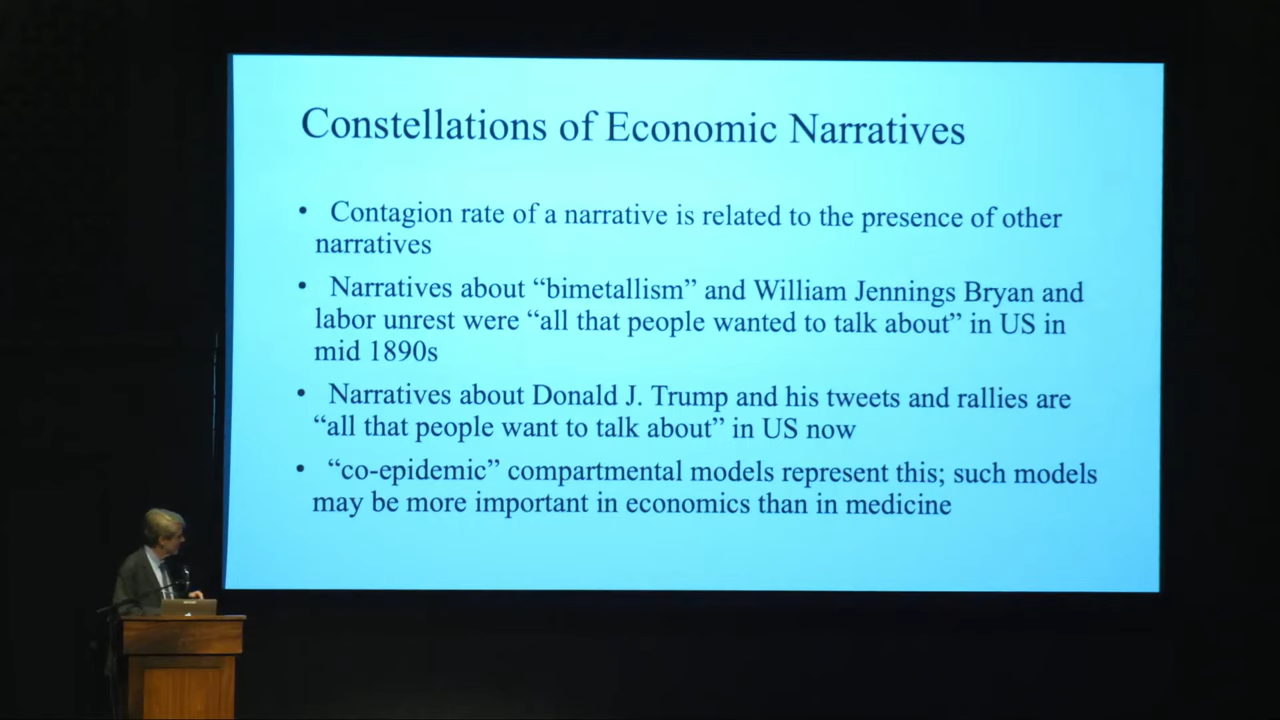 Constellations of Economic Narratives
• Contagion rate of a narrative is related to the presence of other
narratives
• Narratives about “bimetallism” and William Jennings Bryan and
labor unrest were “all that people wanted to talk about” in US in
mid 1890s
• Narratives about Donald J. Trump and his tweets and rallies are
“all that people want to talk about” in US now
• “co-epidemic” compartmental models represent this; such models
may be more important in economics than in medicine